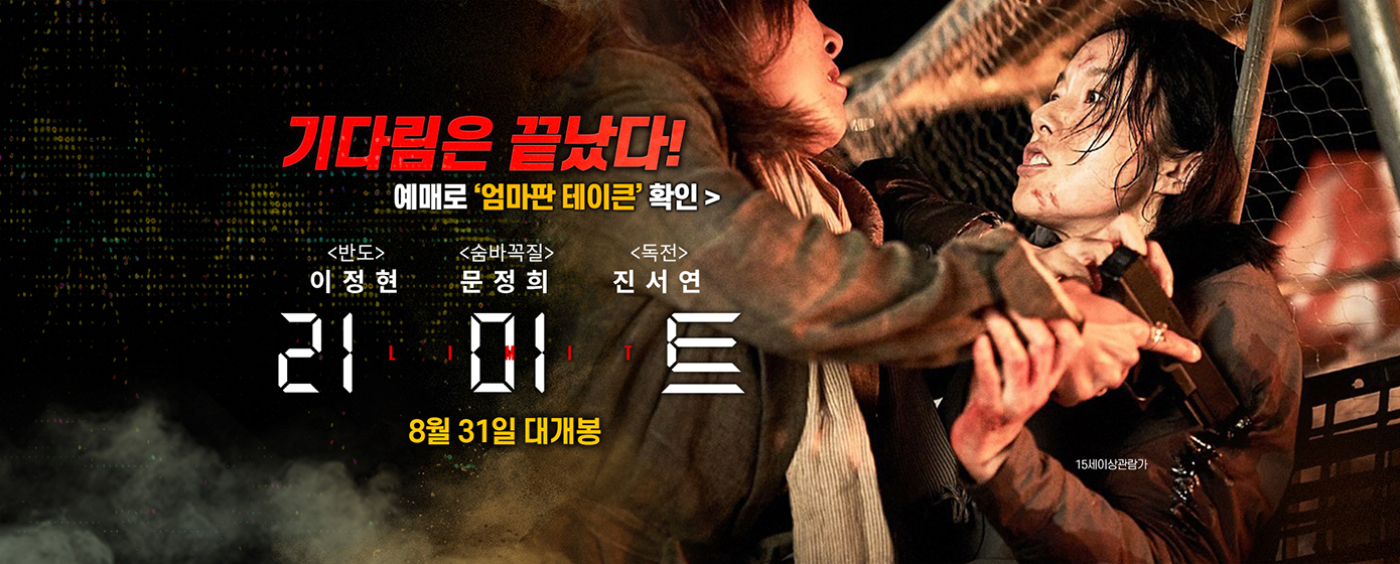 기다림은 끝났다!
예매로 '엄마판 테이큰' 확인 >
<반도> <숨바꼭질> <독전>
이정현 문정희 진서연
리미트
LIMIT
8월 31일 대개봉
15세이상관람가